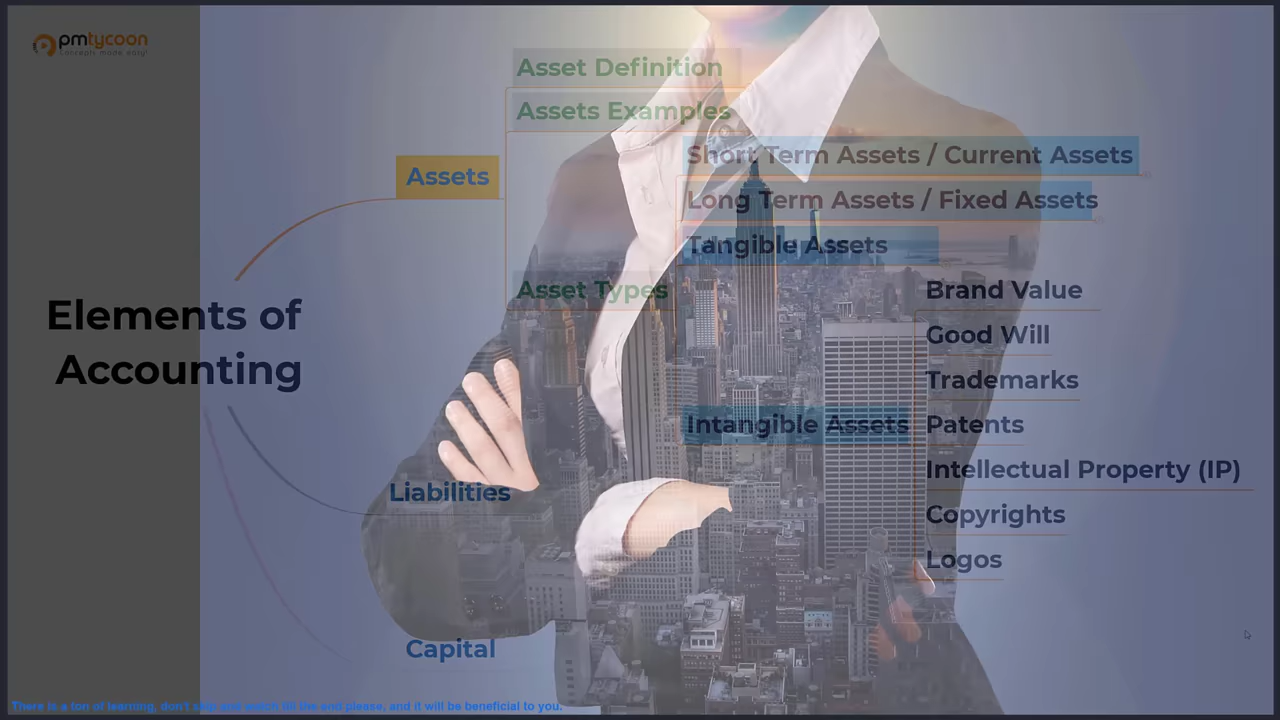 pmtycoon
Concepts made easy!
Asset Definition
Assets Examples
Short Term Assets / Current Assets
Assets
Long Term Assets / Fixed Assets
Tangible Assets
Asset Types
Brand Value
Elements of
Accounting
Good Will
Trademarks
Intangible Assets
Patents
Intellectual Property (IP)
Liabilities
Copyrights
Logos
Capital
There is a ton of learning, don't skip and watch till the end please, and it will be beneficial to you.